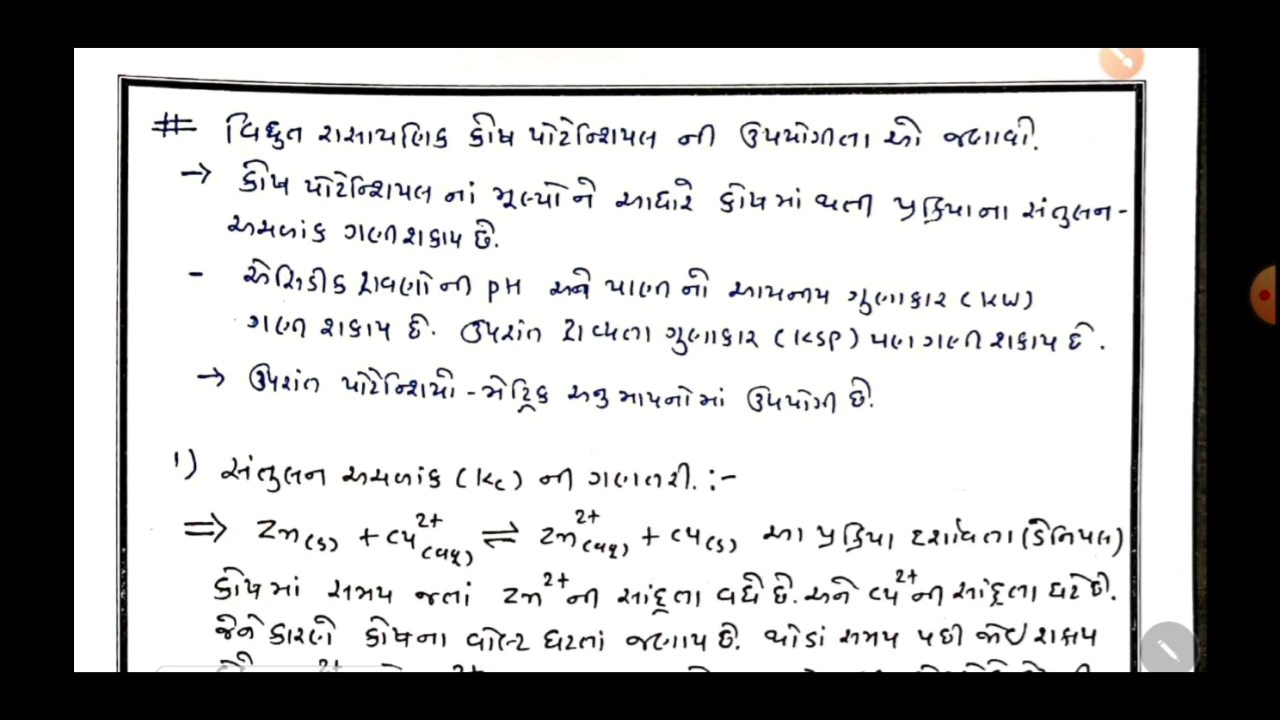 # વિદ્યુત રાસાયણિક કોષ પોટેન્શિયલ ની ઉપયોગીતા ઓ જણાવો.
→ કોષ પોટેન્શિયલ નાં મૂલ્યોને આધારે કોષમાં થતી પ્રક્રિયાના સંતુલન-
અચળાંક ગણી શકાય છે.
- એસિડીક દ્રાવણોની pH અને પાણી નો આયનીય ગુણાકાર (KW)
ગણી શકાય છે. ઉપરાંત દ્રાવ્યતા ગુણાકાર (KSP) પણ ગણી શકાય છે.
→ ઉપરાંત પોટેન્શિયો-મેટ્રિક અનુમાપનોમાં ઉપયોગી છે.
1) સંતુલન અચળાંક (Kc) ની ગણતરી :-
⇒ Zn(s) + Cu²⁺(aq) ⇌ Zn²⁺(aq) + Cu(s) આ પ્રક્રિયા દર્શાવતા (ડેનિયલ)
કોષમાં સમય જતાં Zn²⁺ની સાંદ્રતા વધે છે. અને Cu²⁺ની સાંદ્રતા ઘટે છે.
જેને કારણે કોષના વોલ્ટ ઘટતાં જણાય છે. થોડાં સમય પછી જોઈ શકાય